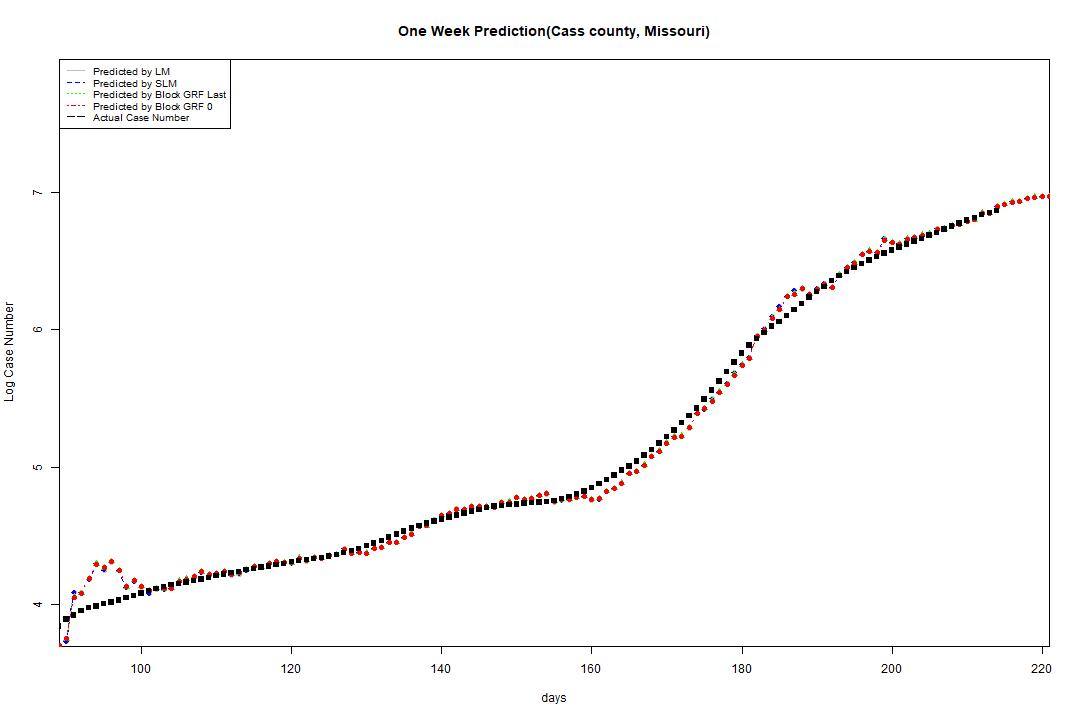 One Week Prediction(Cass county, Missouri)
Predicted by LM
Predicted by SLM
Predicted by Block GRF Last
Predicted by Block GRF 0
Actual Case Number
7
6
5
4
Log Case Number
100 120 140 160 180 200 220
days